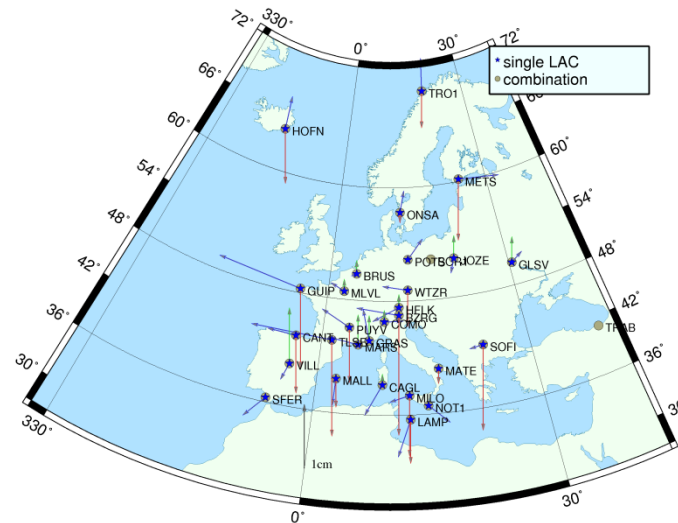 72˚
330˚
0˚
30˚
72˚
single LAC
combination
66˚
66˚
TRO1
60˚
HOFN
60˚
54˚
METS
54˚
48˚
ONSA
48˚
42˚
BRUS
POTS
BOR1
JOZE
GLSV
GUIP
MLVL
WTZR
42˚
36˚
HELK
BZRG
COMO
TRAB
PUYV
CANT
TLSE
MARS
GRAS
SOFI
36˚
VILL
MATE
MALL
CAGL
SFER
MILO
NOT1
330˚
LAMP
1cm
30˚
0˚